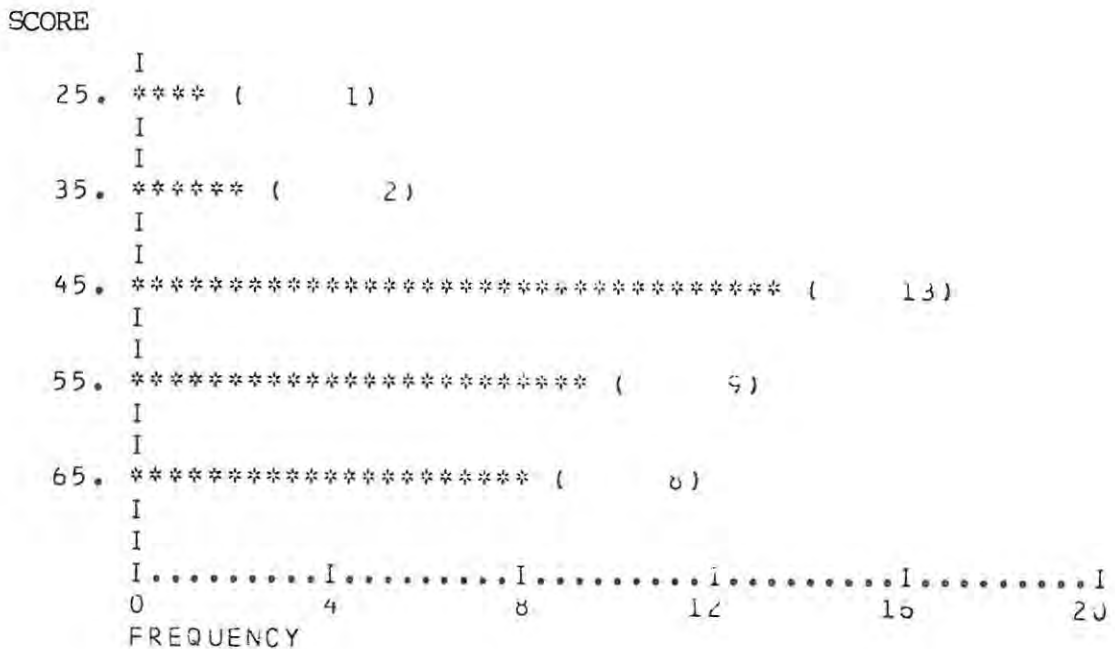 SCORE
I
25. **** ( 1)
I
I
35. ****** ( 2)
I
I
45. ********************************** ( 13)
I
I
55. ************************ ( 9)
I
I
65. ********************* ( 8)
I
I
I.........I.........I.........I.........I.........I
0 4 8 12 16 20
FREQUENCY